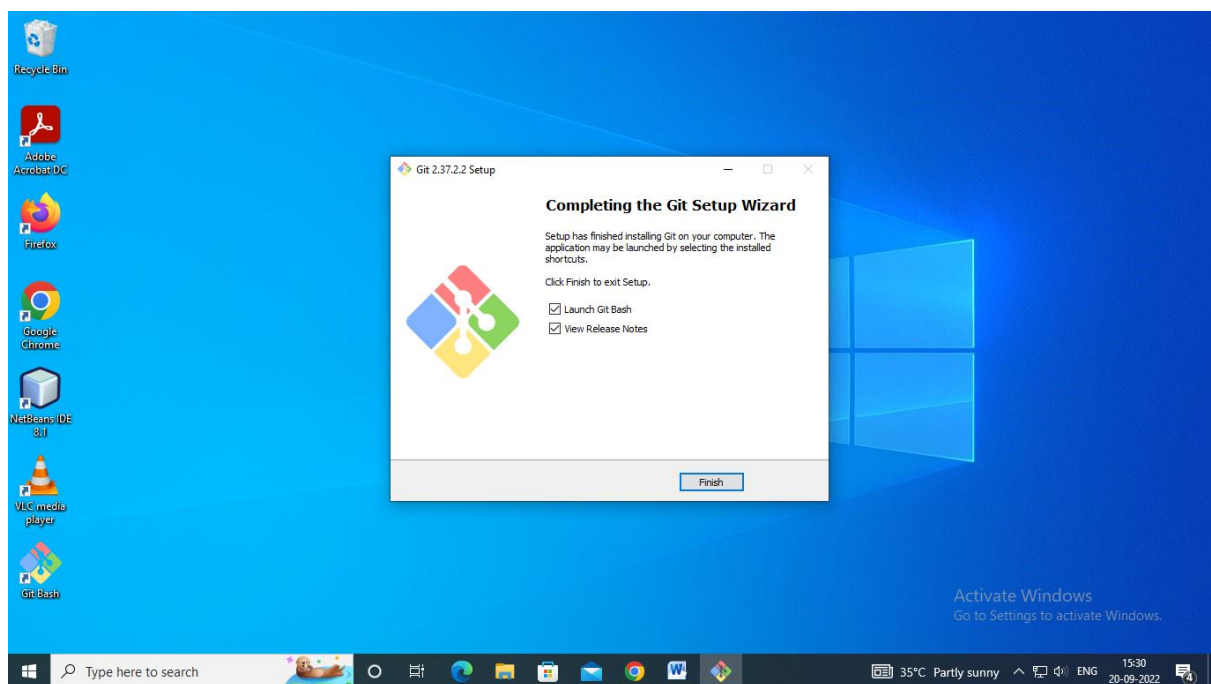 Recycle Bin
Adobe
Acrobat DC
Firefox
Google
Chrome
NetBeans IDE
8.1
VLC media
player
Git Bash
Git 2.37.2.2 Setup
Completing the Git Setup Wizard
Setup has finished installing Git on your computer. The
application may be launched by selecting the installed
shortcuts.
Click Finish to exit Setup.
Launch Git Bash
View Release Notes
Finish
Activate Windows
Go to Settings to activate Windows.
Type here to search
35°C Partly sunny
ENG
15:30
20-09-2022
4